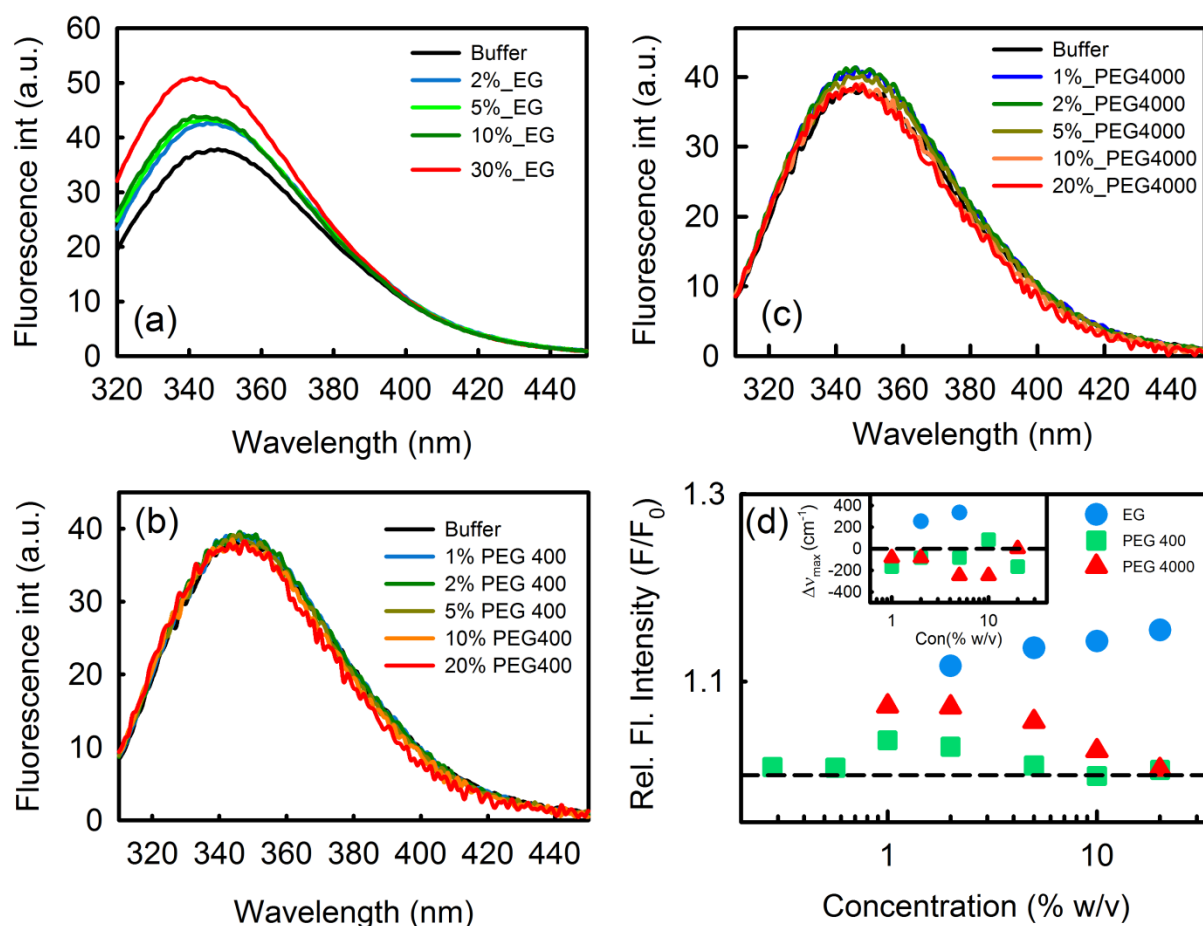 Fluorescence int (a.u.)
60
50
40
30
20
10
0
Buffer
2%_EG
5%_EG
10%_EG
30%_EG
(a)
320 340 360 380 400 420 440
Wavelength (nm)
Fluorescence int (a.u.)
40
30
20
10
0
Buffer
1%_PEG4000
2%_PEG4000
5%_PEG4000
10%_PEG4000
20%_PEG4000
(c)
320 340 360 380 400 420 440
Wavelength (nm)
Fluorescence int (a.u.)
40
30
20
10
0
(b)
Buffer
1% PEG 400
2% PEG 400
5% PEG 400
10% PEG400
20% PEG400
320 340 360 380 400 420 440
Wavelength (nm)
Rel. Fl. Intensity (F/F0)
1.3
1.1
(d)
Δνmax (cm-1)
400
200
0
-200
-400
1 10
Con(% w/v)
EG
PEG 400
PEG 4000
1 10
Concentration (% w/v)